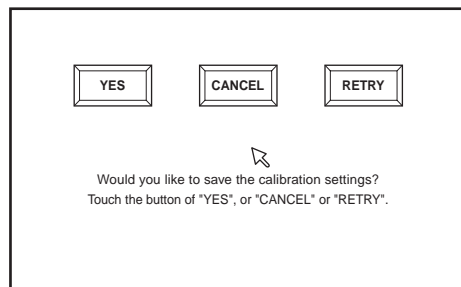 YES CANCEL RETRY
Would you like to save the calibration settings?
Touch the button of "YES", or "CANCEL" or "RETRY".